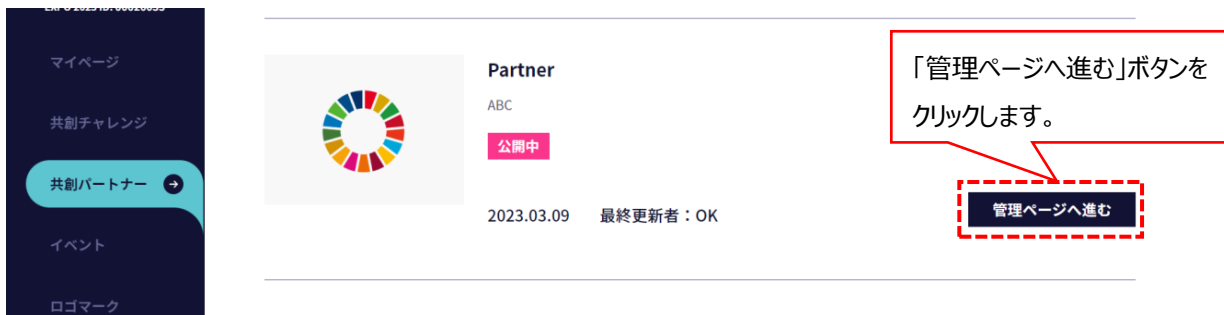 マイページ
共創チャレンジ
共創パートナー
イベント
ロゴマーク
Partner
ABC
公開中
2023.03.09 最終更新者：OK
「管理ページへ進む」ボタンを
クリックします。
管理ページへ進む